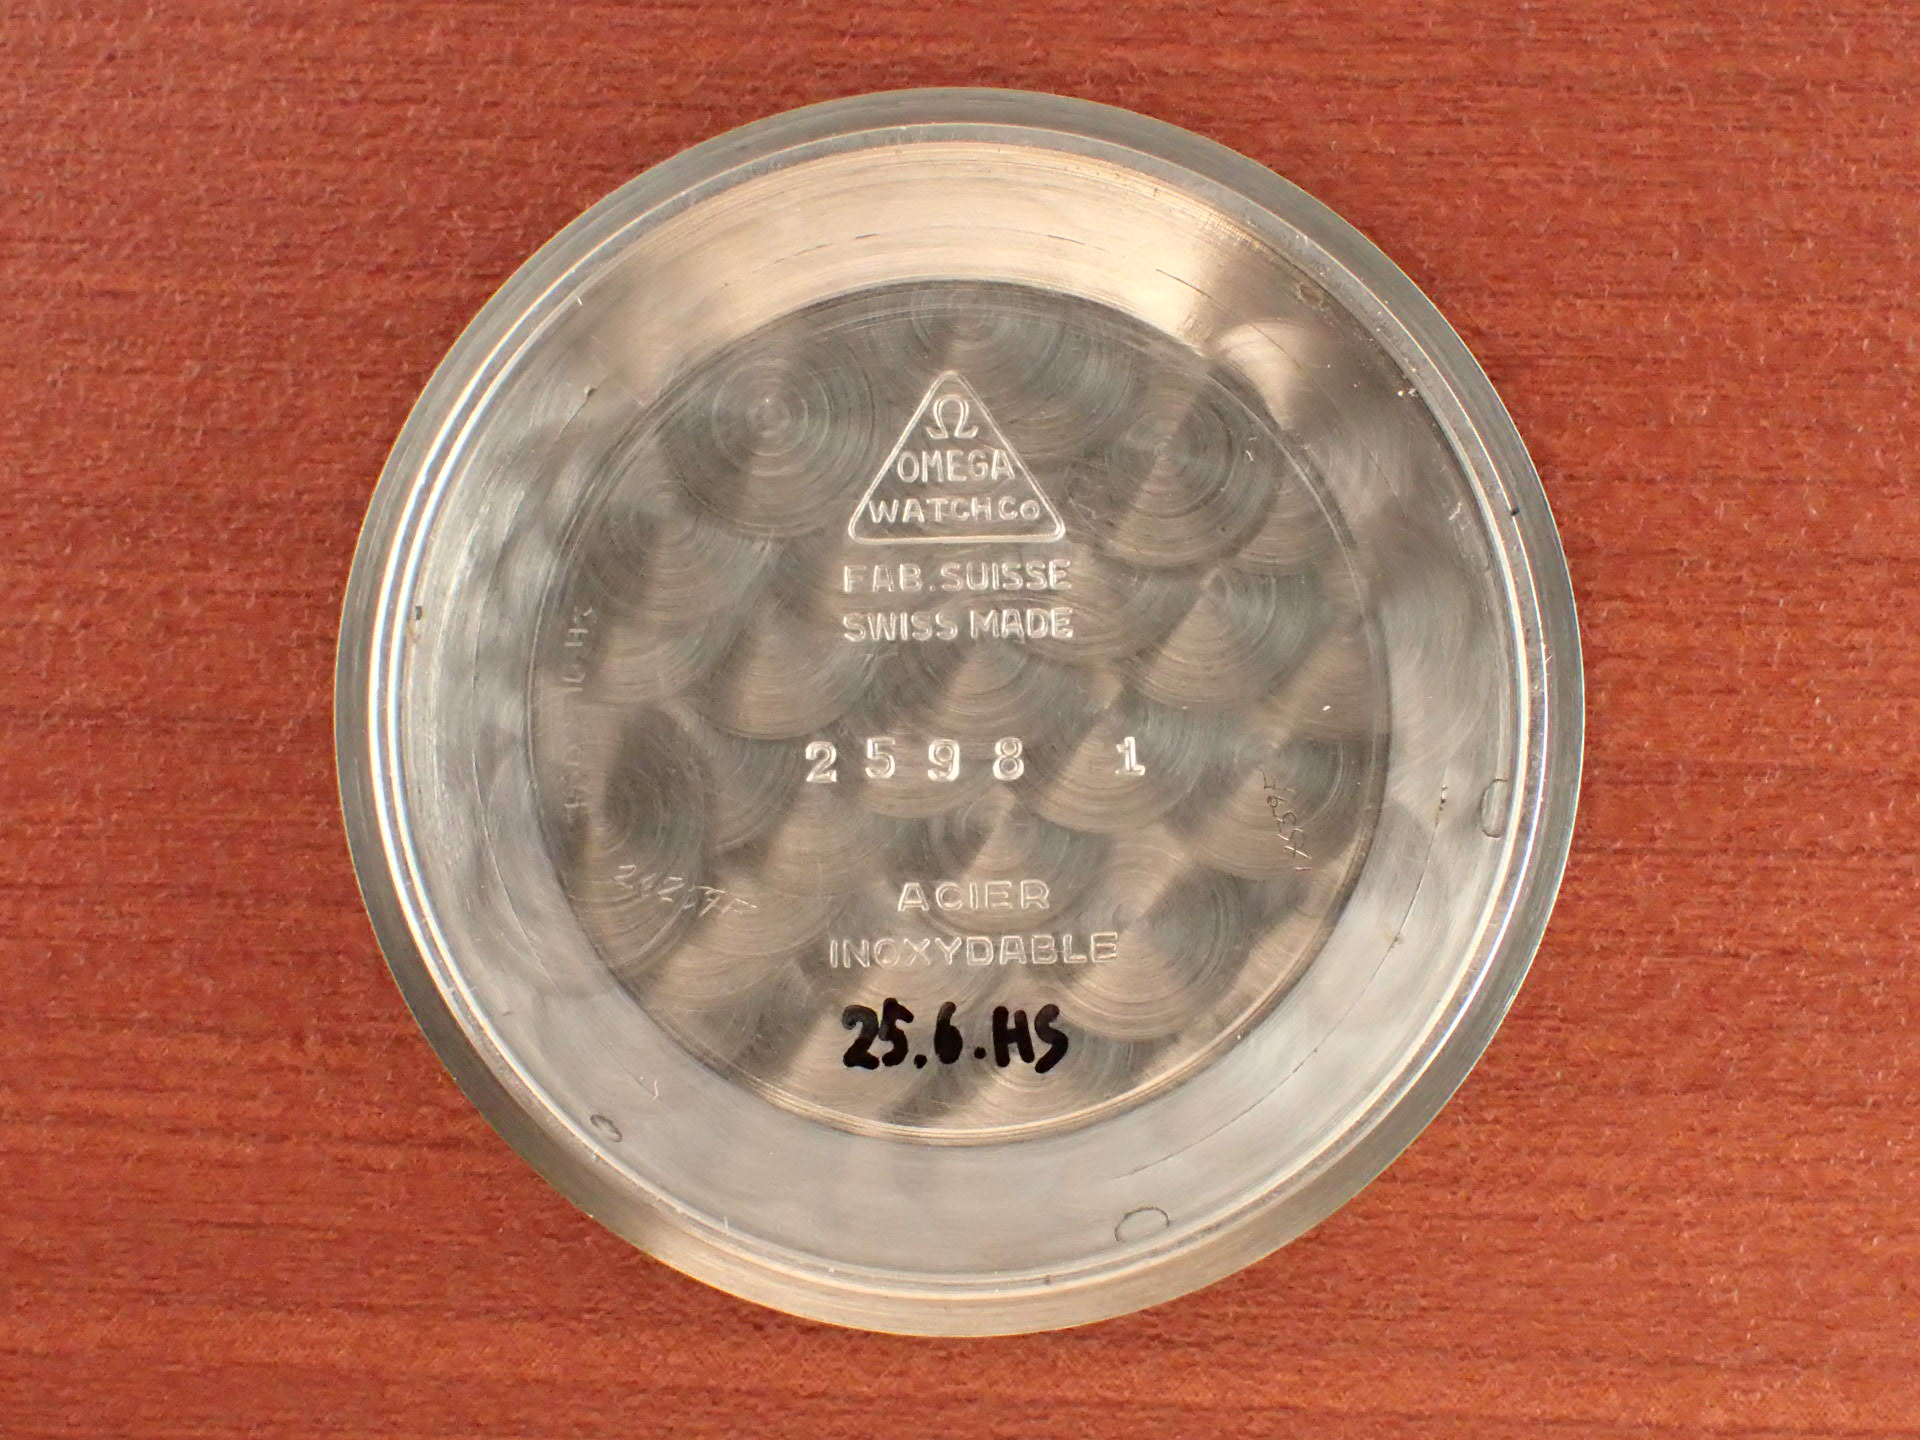 Ω
OMEGA
WATCH Co
FAB. SUISSE
SWISS MADE
2598 1
ACIER
INOXYDABLE
25.6.HS